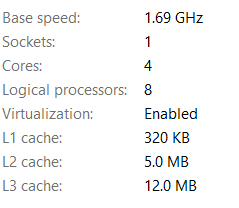 Base speed: 1.69 GHz
Sockets: 1
Cores: 4
Logical processors: 8
Virtualization: Enabled
L1 cache: 320 KB
L2 cache: 5.0 MB
L3 cache: 12.0 MB